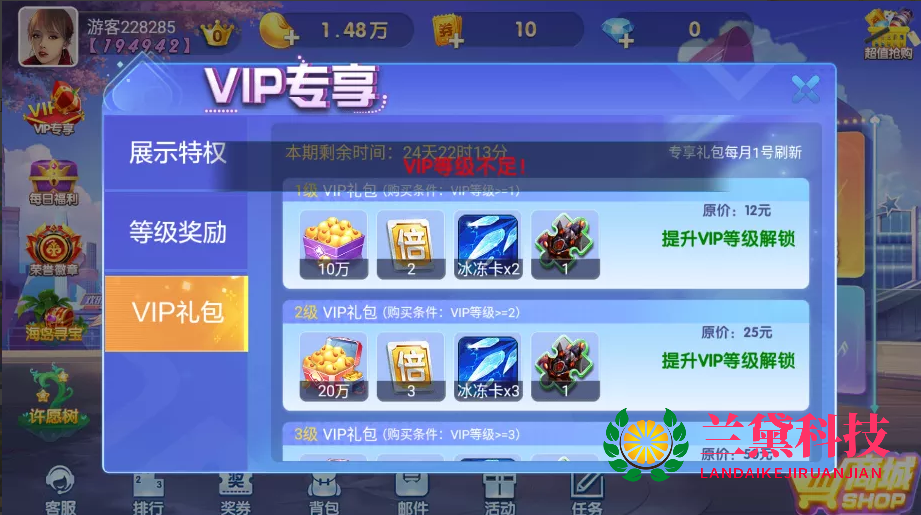 游客228285
【194942】
0
1.48万
10
0
超值抢购
VIP专享
VIP专享
每日福利
荣誉徽章
海岛寻宝
许愿树
展示特权
等级奖励
VIP礼包
本期剩余时间：24天22时13分
专享礼包每月1号刷新
VIP等级不足！
1级 VIP礼包 (购买条件：VIP等级>=1)
10万
2
冰冻卡x2
1
原价：12元
提升VIP等级解锁
2级 VIP礼包 (购买条件：VIP等级>=2)
20万
3
冰冻卡x3
1
原价：25元
提升VIP等级解锁
3级 VIP礼包 (购买条件：VIP等级>=3)
兰黛科技
LANDAIKEJIRUANJIAN
客服
排行
奖券
背包
邮件
活动
任务
商城
SHOP